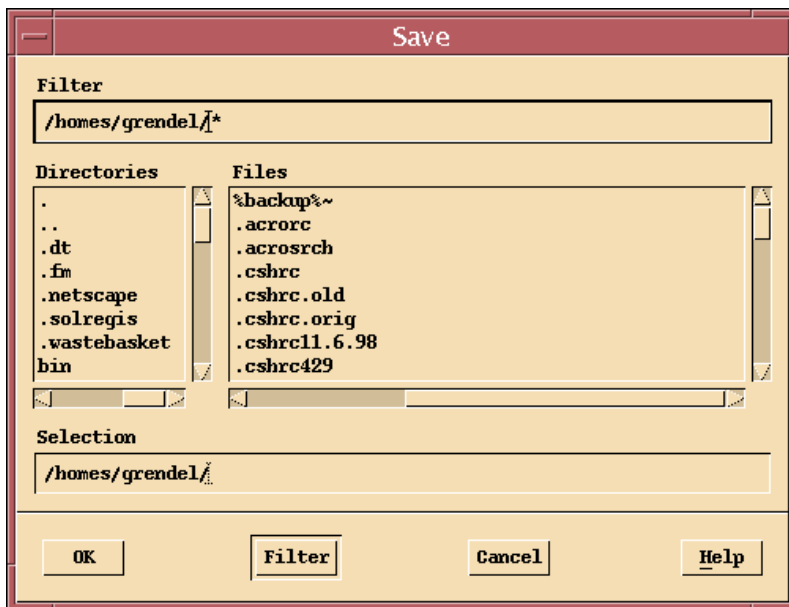 Save
Filter
/homes/grendel/*
Directories
.
..
.dt
.fm
.netscape
.solregis
.wastebasket
bin
Files
%backup%~
.acrorc
.acrosrch
.cshrc
.cshrc.old
.cshrc.orig
.cshrc11.6.98
.cshrc429
Selection
/homes/grendel/
OK
Filter
Cancel
Help